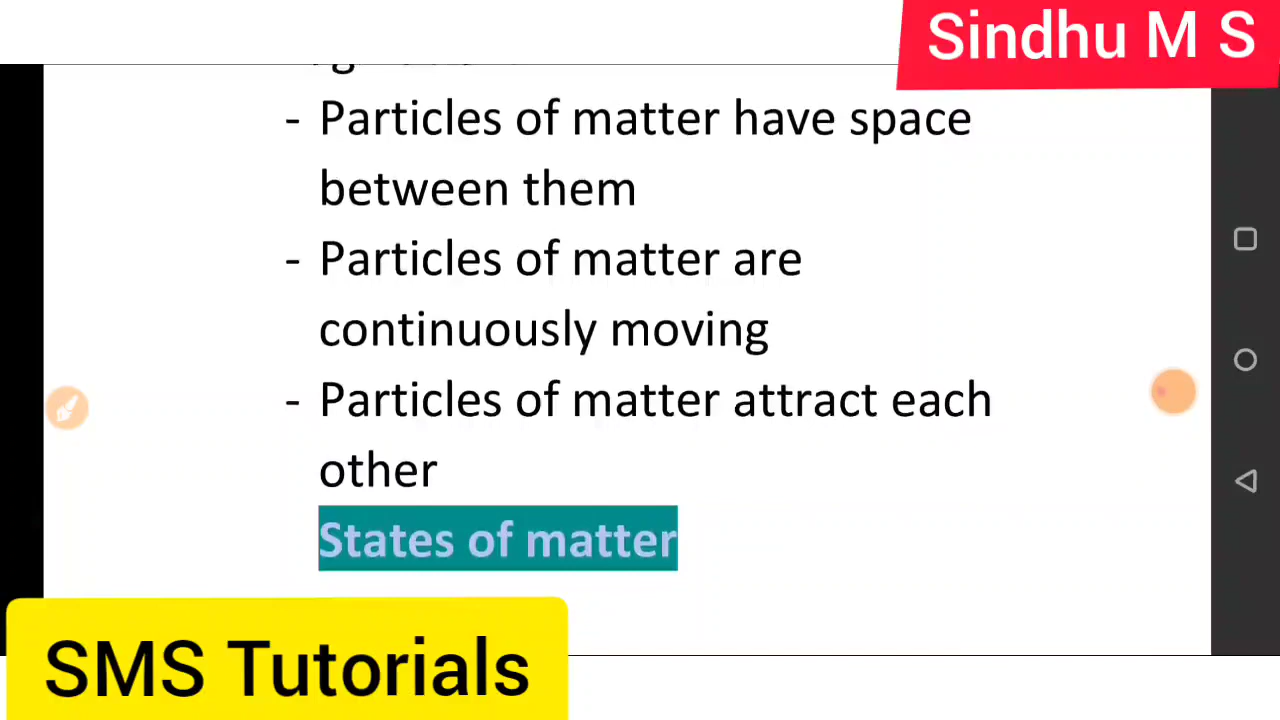 Sindhu M S
- Particles of matter have space
between them
- Particles of matter are
continuously moving
- Particles of matter attract each
other
States of matter
SMS Tutorials